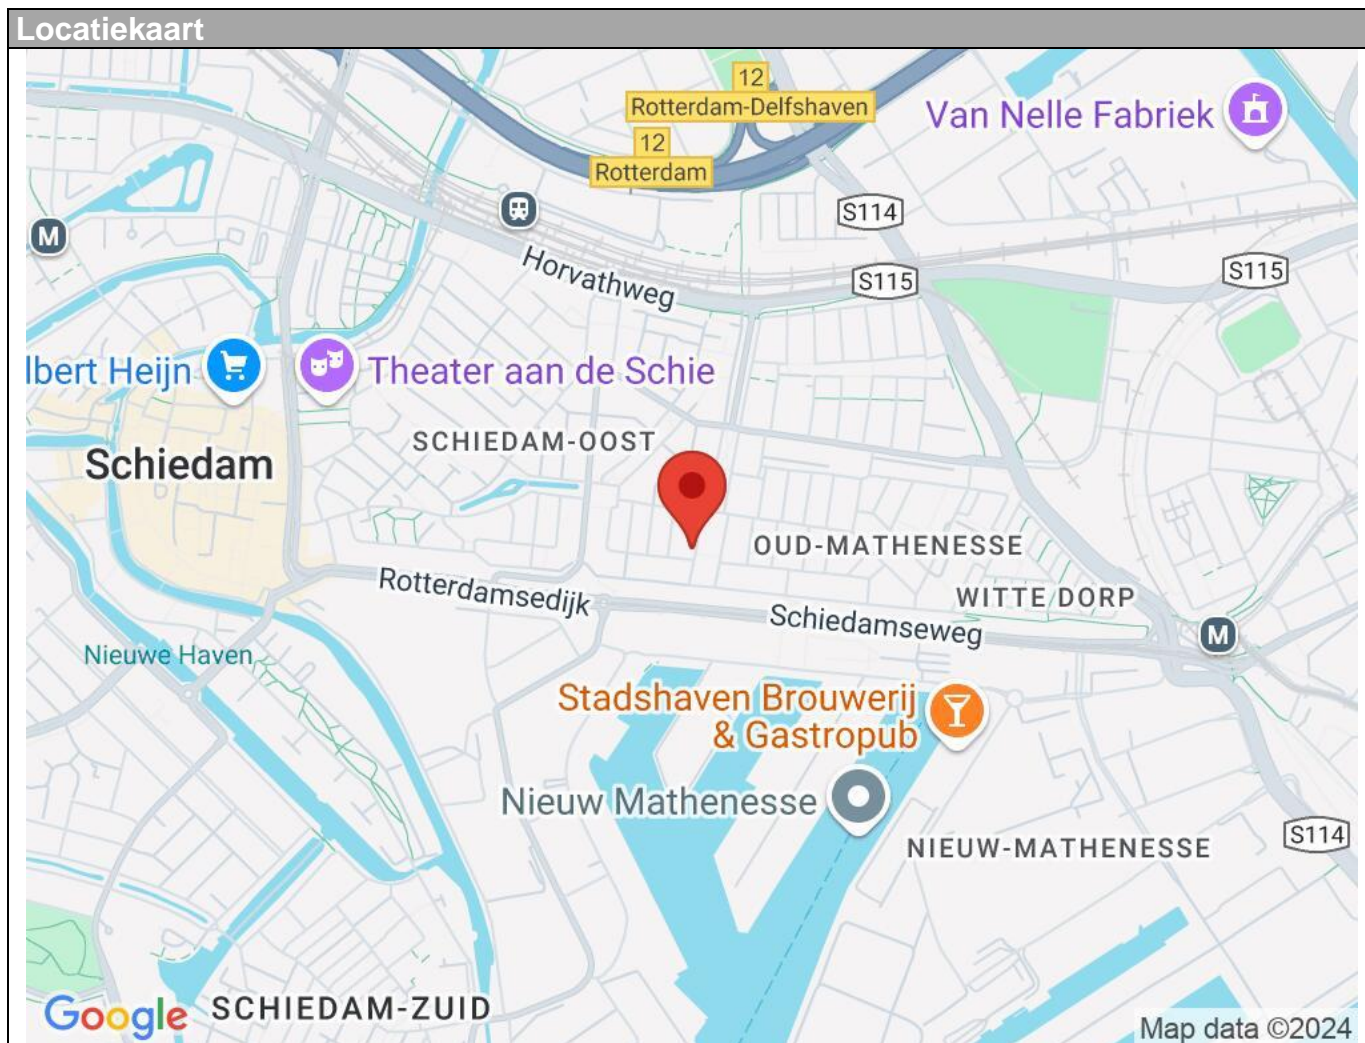 Locatiekaart
12
Rotterdam-Delfshaven
Van Nelle Fabriek
12
Rotterdam
S114
M
Horvathweg
S115
S115
lbert Heijn
Theater aan de Schie
SCHIEDAM-OOST
Schiedam
OUD-MATHENESSE
Rotterdamsedijk
WITTE DORP
Schiedamseweg
M
Nieuwe Haven
Stadshaven Brouwerij
& Gastropub
Nieuw Mathenesse
S114
NIEUW-MATHENESSE
Google
SCHIEDAM-ZUID
Map data ©2024